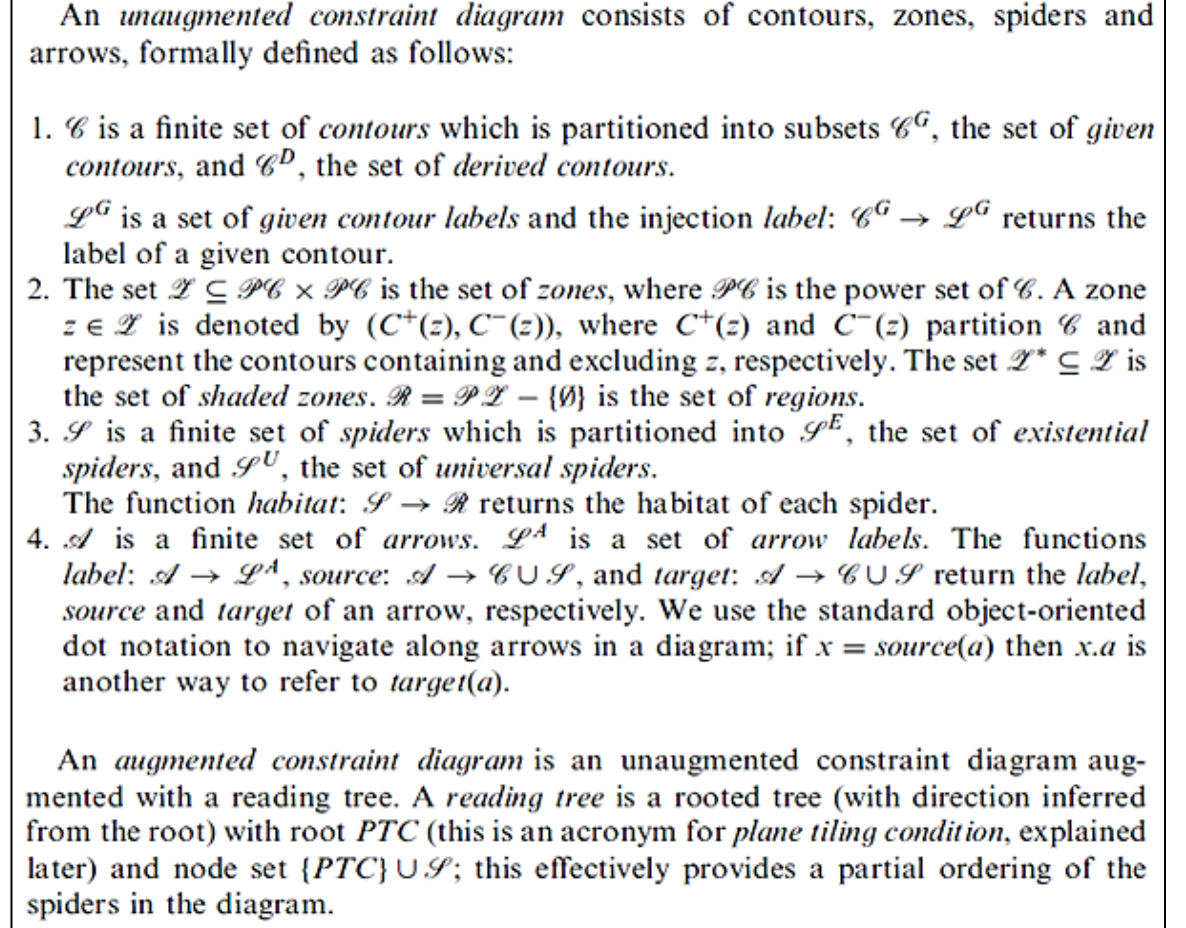 An unaugmented constraint diagram consists of contours, zones, spiders and
arrows, formally defined as follows:
1. 𝒞 is a finite set of contours which is partitioned into subsets 𝒞ᴳ, the set of given
contours, and 𝒞ᴰ, the set of derived contours.
ℒᴳ is a set of given contour labels and the injection label: 𝒞ᴳ → ℒᴳ returns the
label of a given contour.
2. The set 𝒵 ⊆ 𝒫𝒞 × 𝒫𝒞 is the set of zones, where 𝒫𝒞 is the power set of 𝒞. A zone
z ∈ 𝒵 is denoted by (C⁺(z), C⁻(z)), where C⁺(z) and C⁻(z) partition 𝒞 and
represent the contours containing and excluding z, respectively. The set 𝒵* ⊆ 𝒵 is
the set of shaded zones. ℛ = 𝒫𝒵 − {∅} is the set of regions.
3. 𝒮 is a finite set of spiders which is partitioned into 𝒮ᴱ, the set of existential
spiders, and 𝒮ᵁ, the set of universal spiders.
The function habitat: 𝒮 → ℛ returns the habitat of each spider.
4. 𝒜 is a finite set of arrows. ℒᴬ is a set of arrow labels. The functions
label: 𝒜 → ℒᴬ, source: 𝒜 → 𝒞 ∪ 𝒮, and target: 𝒜 → 𝒞 ∪ 𝒮 return the label,
source and target of an arrow, respectively. We use the standard object-oriented
dot notation to navigate along arrows in a diagram; if x = source(a) then x.a is
another way to refer to target(a).
An augmented constraint diagram is an unaugmented constraint diagram aug-
mented with a reading tree. A reading tree is a rooted tree (with direction inferred
from the root) with root PTC (this is an acronym for plane tiling condition, explained
later) and node set {PTC} ∪ 𝒮; this effectively provides a partial ordering of the
spiders in the diagram.